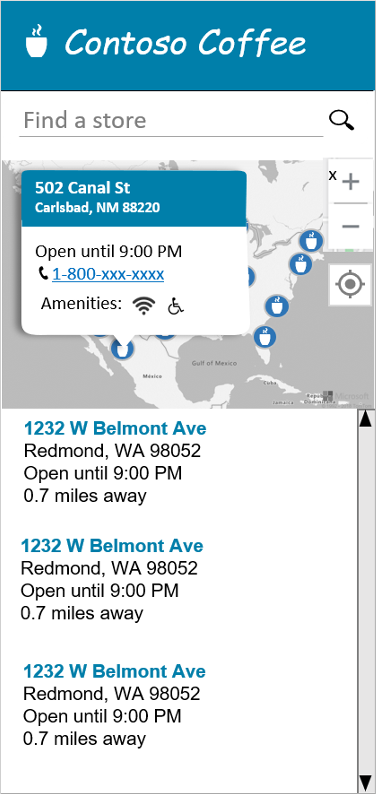 Contoso Coffee
Find a store
502 Canal St
Carlsbad, NM 88220
x
+
−
Open until 9:00 PM
1-800-xxx-xxxx
Amenities:
Gulf of Mexico
México
Cuba
Microsoft
1232 W Belmont Ave
Redmond, WA 98052
Open until 9:00 PM
0.7 miles away
1232 W Belmont Ave
Redmond, WA 98052
Open until 9:00 PM
0.7 miles away
1232 W Belmont Ave
Redmond, WA 98052
Open until 9:00 PM
0.7 miles away